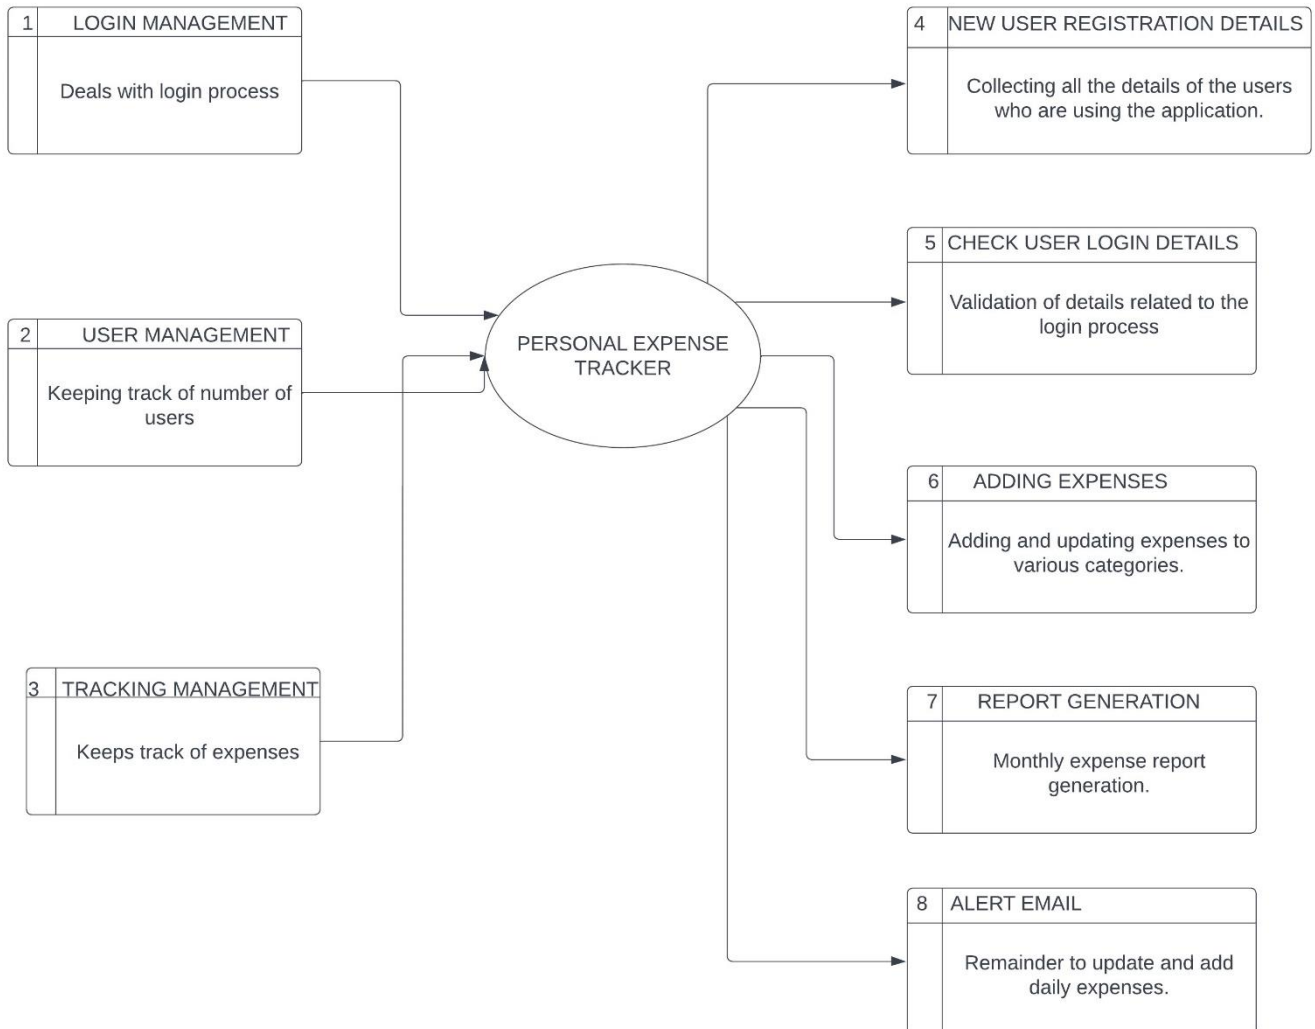 1 LOGIN MANAGEMENT
Deals with login process
2 USER MANAGEMENT
Keeping track of number of
users
3 TRACKING MANAGEMENT
Keeps track of expenses
PERSONAL EXPENSE
TRACKER
4 NEW USER REGISTRATION DETAILS
Collecting all the details of the users
who are using the application.
5 CHECK USER LOGIN DETAILS
Validation of details related to the
login process
6 ADDING EXPENSES
Adding and updating expenses to
various categories.
7 REPORT GENERATION
Monthly expense report
generation.
8 ALERT EMAIL
Remainder to update and add
daily expenses.